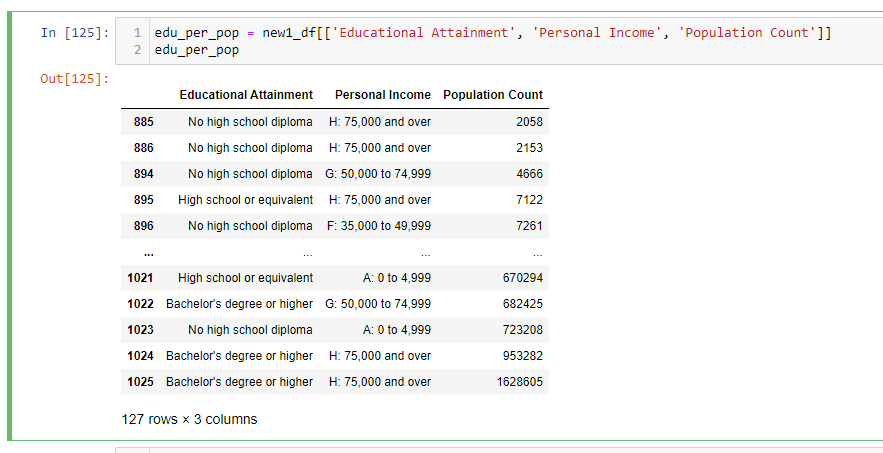 In [125]: 1 edu_per_pop = new1_df[['Educational Attainment', 'Personal Income', 'Population Count']]
2 edu_per_pop
Out[125]:
Educational Attainment Personal Income Population Count
885 No high school diploma H: 75,000 and over 2058
886 No high school diploma H: 75,000 and over 2153
894 No high school diploma G: 50,000 to 74,999 4666
895 High school or equivalent H: 75,000 and over 7122
896 No high school diploma F: 35,000 to 49,999 7261
... ... ... ...
1021 High school or equivalent A: 0 to 4,999 670294
1022 Bachelor's degree or higher G: 50,000 to 74,999 682425
1023 No high school diploma A: 0 to 4,999 723208
1024 Bachelor's degree or higher H: 75,000 and over 953282
1025 Bachelor's degree or higher H: 75,000 and over 1628605
127 rows × 3 columns